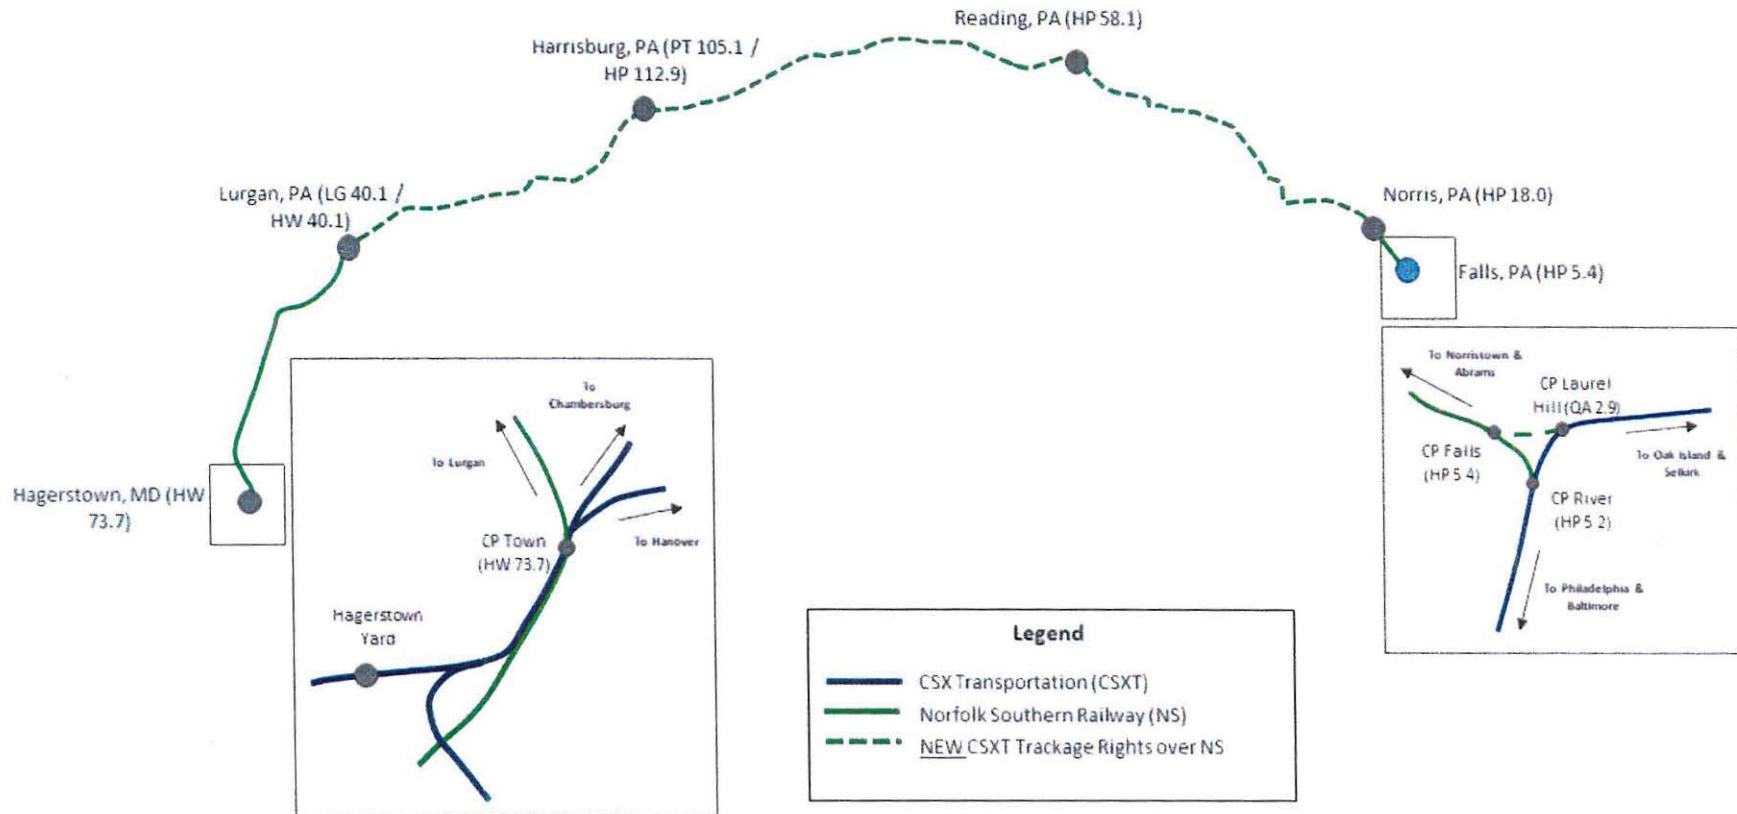 Reading, PA (HP 58.1)
Harrisburg, PA (PT 105.1 /
HP 112.9)
Lurgan, PA (LG 40.1 /
HW 40.1)
Norris, PA (HP 18.0)
Falls, PA (HP 5.4)
Hagerstown, MD (HW
73.7)
To
Chambersburg
To Lurgan
To Hanover
CP Town
(HW 73.7)
Hagerstown
Yard
To Norristown &
Abrams
CP Laurel
Hill (QA 2.9)
CP Falls
(HP 5.4)
To Oak Island &
Selkirk
CP River
(HP 5.2)
To Philadelphia &
Baltimore
Legend
CSX Transportation (CSXT)
Norfolk Southern Railway (NS)
NEW CSXT Trackage Rights over NS